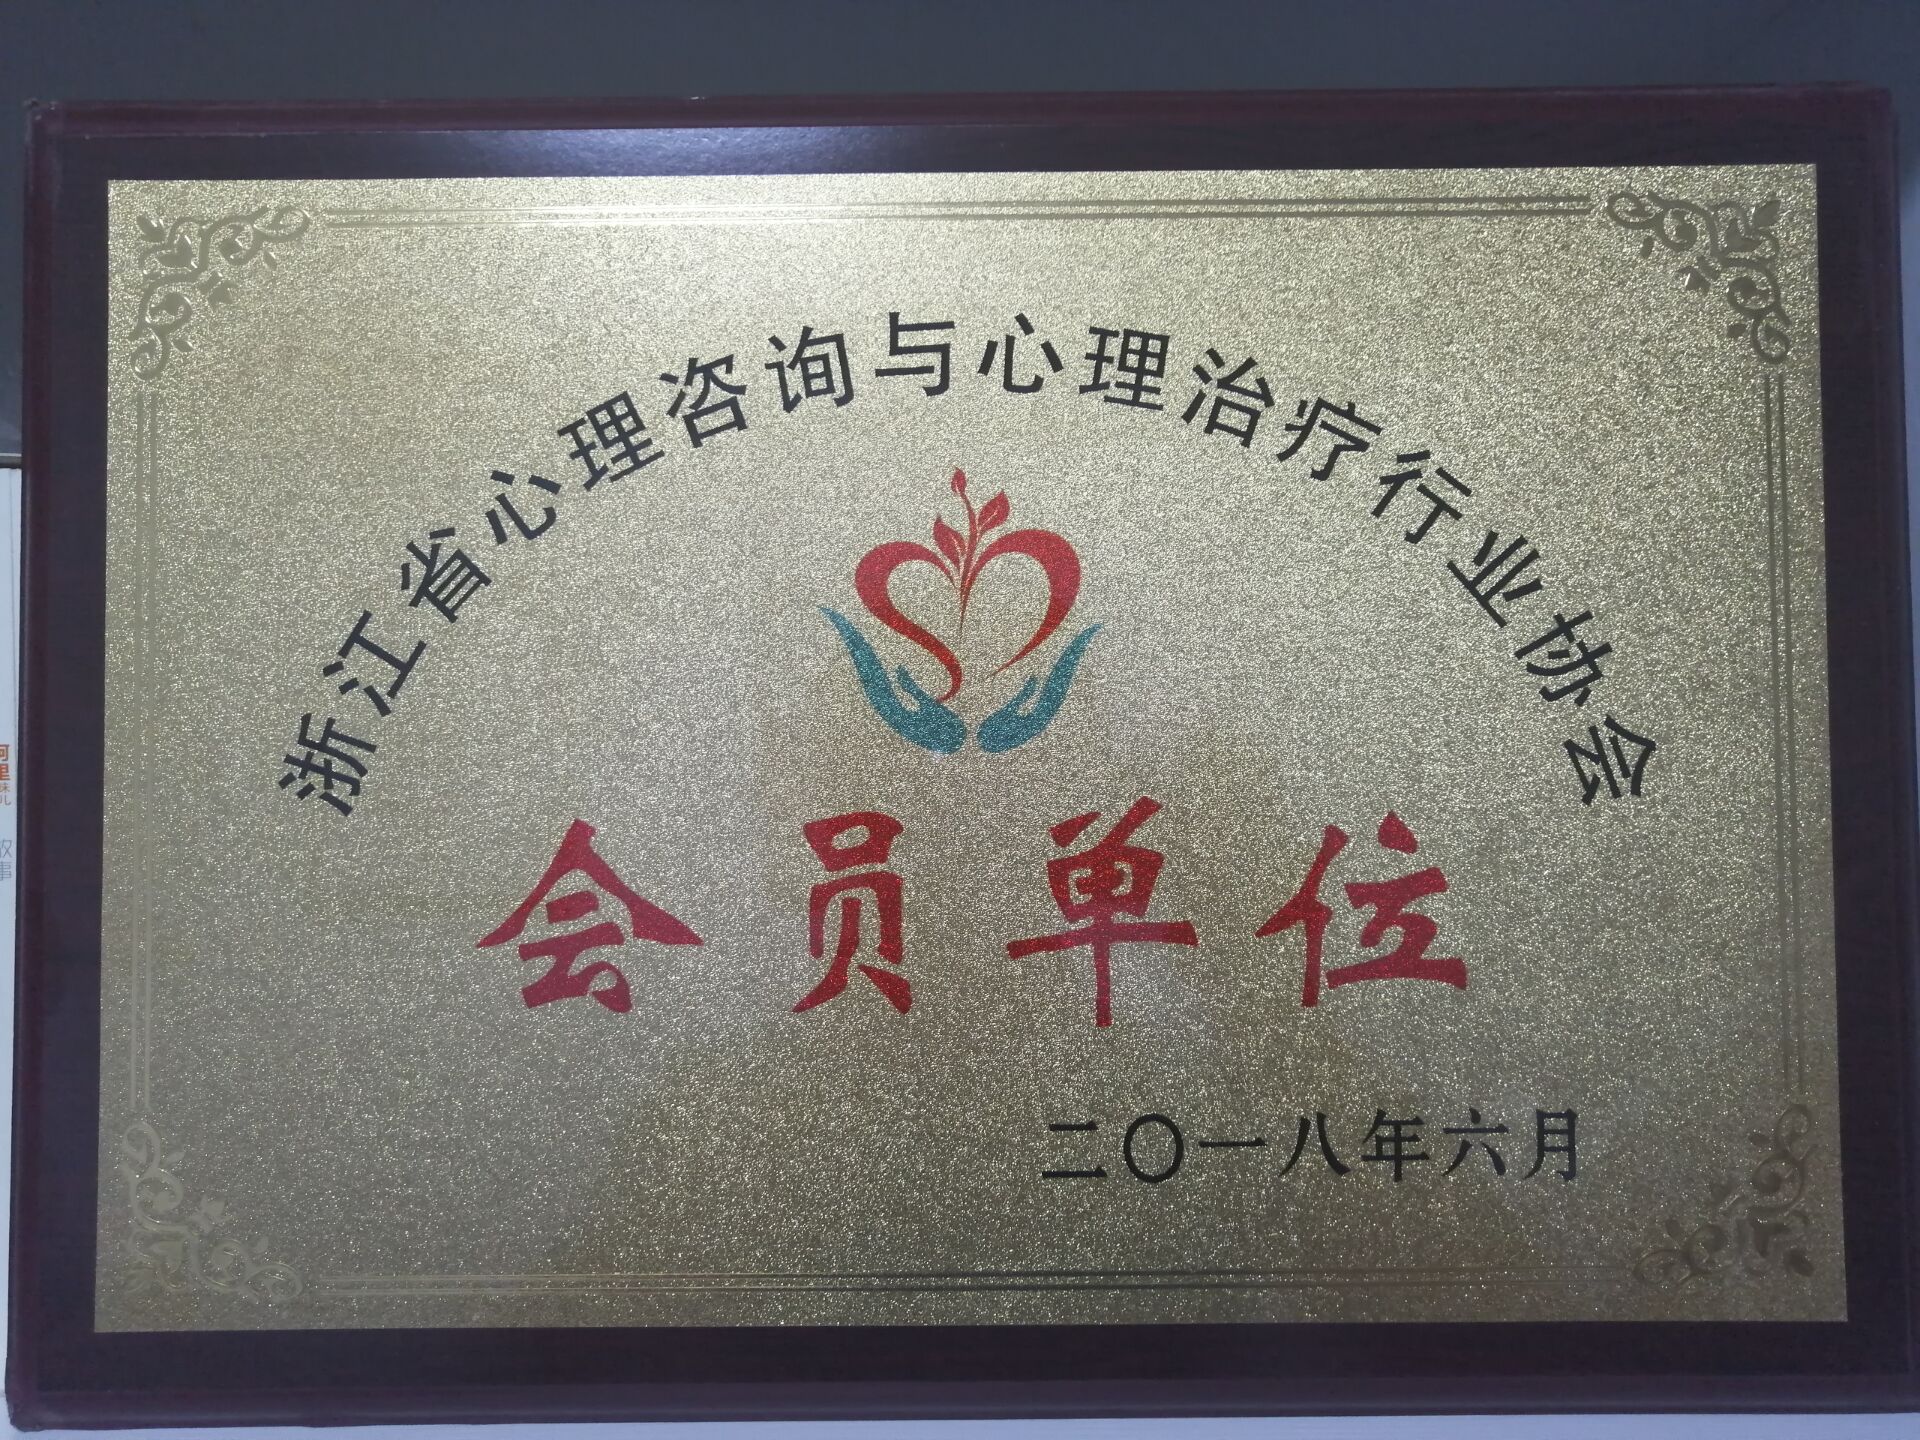 浙江省心理咨询与心理治疗行业协会
会员单位
二〇一八年六月